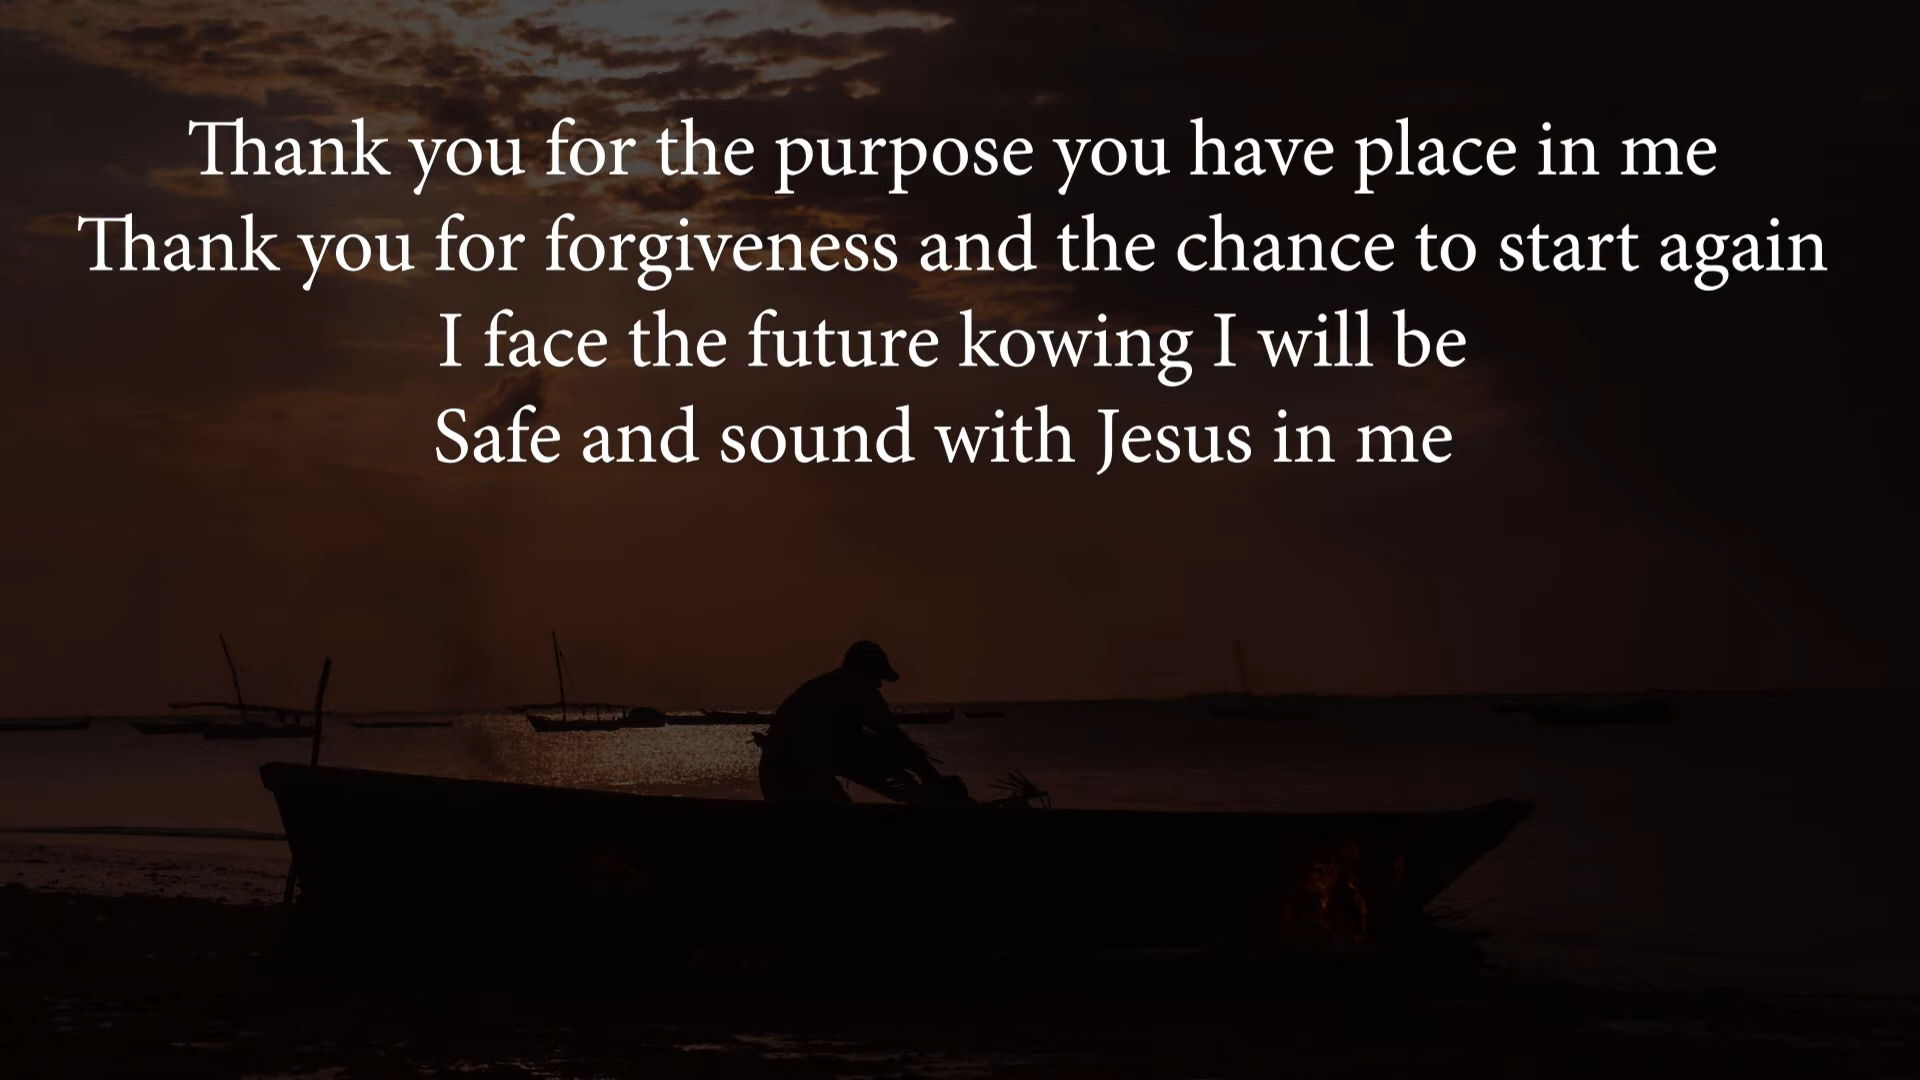 Thank you for the purpose you have place in me
Thank you for forgiveness and the chance to start again
I face the future kowing I will be
Safe and sound with Jesus in me